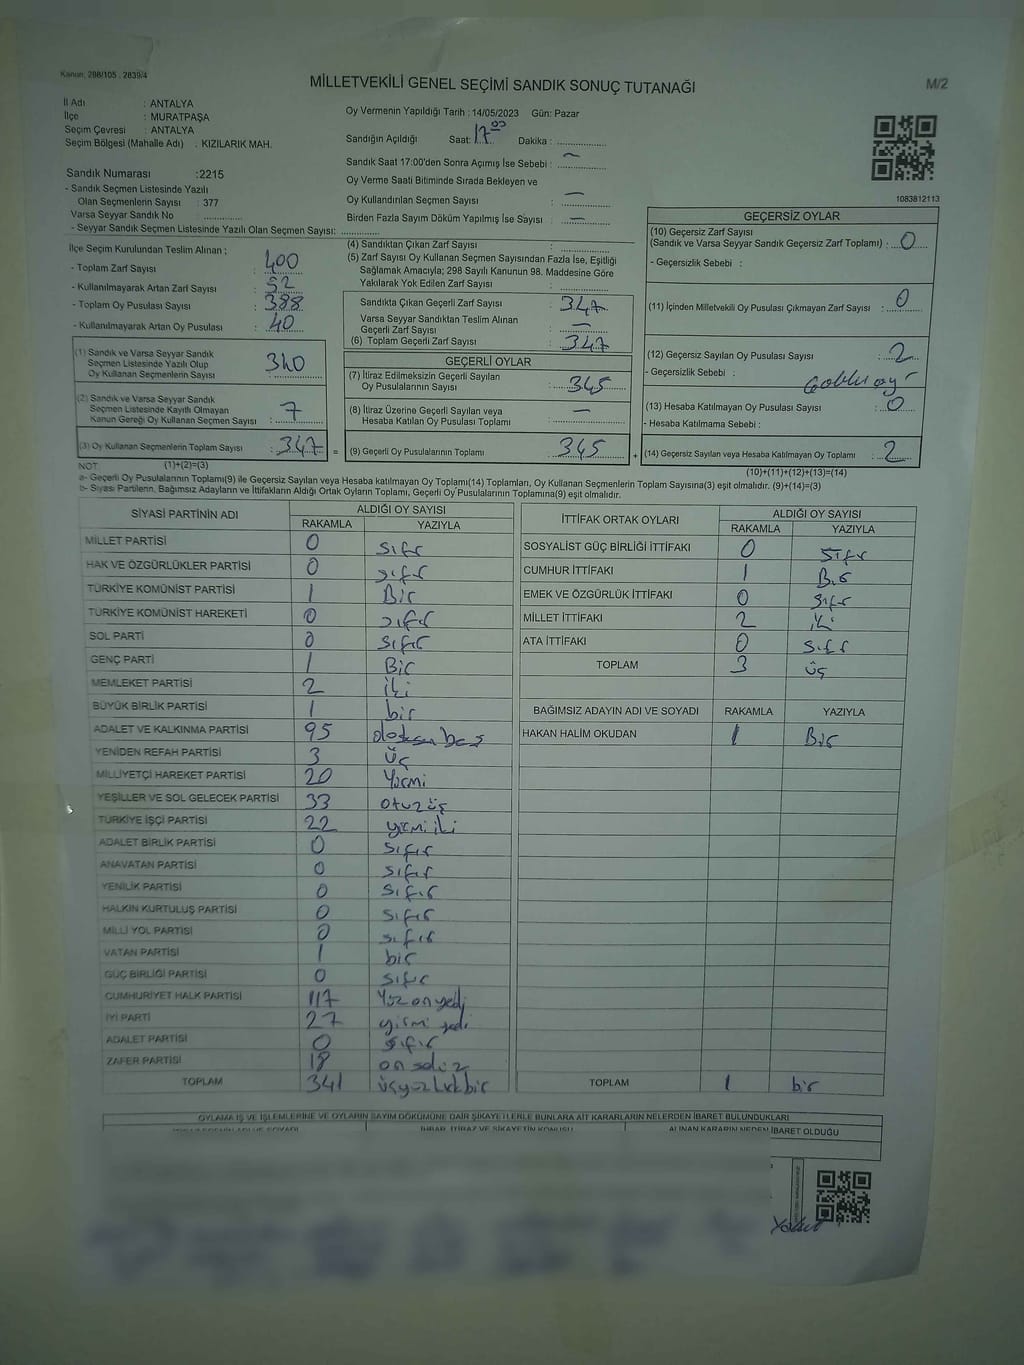 Kanun, 298/105 . 2839/4
MİLLETVEKİLİ GENEL SEÇİMİ SANDIK SONUÇ TUTANAĞI
M/2
İl Adı : ANTALYA
İlçe : MURATPAŞA
Seçim Çevresi : ANTALYA
Seçim Bölgesi (Mahalle Adı) . KIZILARIK MAH.
Oy Vermenin Yapıldığı Tarih : 14/05/2023 Gün: Pazar
Sandığın Açıldığı Saat: 17.00 Dakika :
Sandık Saat 17:00'den Sonra Açımış İse Sebebi : —
Oy Verme Saati Bitiminde Sırada Bekleyen ve
Oy Kullandırılan Seçmen Sayısı : —
Birden Fazla Sayım Döküm Yapılmış İse Sayısı : —
1083812113
Sandık Numarası :2215
- Sandık Seçmen Listesinde Yazılı
Olan Seçmenlerin Sayısı : 377
Varsa Seyyar Sandık No :
- Seyyar Sandık Seçmen Listesinde Yazılı Olan Seçmen Sayısı:
İlçe Seçim Kurulundan Teslim Alınan ;
- Toplam Zarf Sayısı : 400
- Kullanılmayarak Artan Zarf Sayısı : 52
- Toplam Oy Pusulası Sayısı : 388
- Kullanılmayarak Artan Oy Pusulası : 40
(1) Sandık ve Varsa Seyyar Sandık
Seçmen Listesinde Yazılı Olup
Oy Kullanan Seçmenlerin Sayısı : 340
(2) Sandık ve Varsa Seyyar Sandık
Seçmen Listesinde Kayıtlı Olmayan
Kanun Gereği Oy Kullanan Seçmen Sayısı : 7
(3) Oy Kullanan Seçmenlerin Toplam Sayısı : 347 =
(4) Sandıktan Çıkan Zarf Sayısı :
(5) Zarf Sayısı Oy Kullanan Seçmen Sayısından Fazla İse, Eşitliği
Sağlamak Amacıyla; 298 Sayılı Kanunun 98. Maddesine Göre
Yakılarak Yok Edilen Zarf Sayısı :
Sandıkta Çıkan Geçerli Zarf Sayısı : 347
Varsa Seyyar Sandıktan Teslim Alınan
Geçerli Zarf Sayısı : —
(6) Toplam Geçerli Zarf Sayısı : 347
GEÇERLİ OYLAR
(7) İtiraz Edilmeksizin Geçerli Sayılan
Oy Pusulalarının Sayısı : 345
(8) İtiraz Üzerine Geçerli Sayılan veya
Hesaba Katılan Oy Pusulası Toplamı : —
(9) Geçerli Oy Pusulalarının Toplamı : 345 +
GEÇERSİZ OYLAR
(10) Geçersiz Zarf Sayısı
(Sandık ve Varsa Seyyar Sandık Geçersiz Zarf Toplamı) : 0
- Geçersizlik Sebebi :
(11) İçinden Milletvekili Oy Pusulası Çıkmayan Zarf Sayısı : 0
(12) Geçersiz Sayılan Oy Pusulası Sayısı : 2
- Geçersizlik Sebebi :
(13) Hesaba Katılmayan Oy Pusulası Sayısı : 0
- Hesaba Katılmama Sebebi :
(14) Geçersiz Sayılan veya Hesaba Katılmayan Oy Toplamı : 2
NOT (1)+(2)=(3)
(10)+(11)+(12)+(13)=(14)
a- Geçerli Oy Pusulalarının Toplamı(9) ile Geçersiz Sayılan veya Hesaba Katılmayan Oy Toplamı(14) Toplamları, Oy Kullanan Seçmenlerin Toplam Sayısına(3) eşit olmalıdır. (9)+(14)=(3)
b- Siyasi Partilerin, Bağımsız Adayların ve İttifakların Aldığı Ortak Oyların Toplamı, Geçerli Oy Pusulalarının Toplamına(9) eşit olmalıdır.
SİYASİ PARTİNİN ADI ALDIĞI OY SAYISI
RAKAMLA YAZIYLA
MİLLET PARTİSİ 0 sıfır
HAK VE ÖZGÜRLÜKLER PARTİSİ 0 sıfır
TÜRKİYE KOMÜNİST PARTİSİ 1 Bir
TÜRKİYE KOMÜNİST HAREKETİ 0 sıfır
SOL PARTİ 0 sıfır
GENÇ PARTİ 1 Bir
MEMLEKET PARTİSİ 2 iki
BÜYÜK BİRLİK PARTİSİ 1 bir
ADALET VE KALKINMA PARTİSİ 95 doksan beş
YENİDEN REFAH PARTİSİ 3 Üç
MİLLİYETÇİ HAREKET PARTİSİ 20 Yirmi
YEŞİLLER VE SOL GELECEK PARTİSİ 33 otuz üç
TÜRKİYE İŞÇİ PARTİSİ 22 yirmi iki
ADALET BİRLİK PARTİSİ 0 sıfır
ANAVATAN PARTİSİ 0 sıfır
YENİLİK PARTİSİ 0 sıfır
HALKIN KURTULUŞ PARTİSİ 0 sıfır
MİLLİ YOL PARTİSİ 0 sıfır
VATAN PARTİSİ 1 bir
GÜÇ BİRLİĞİ PARTİSİ 0 sıfır
CUMHURİYET HALK PARTİSİ 117 Yüz onyedi
İYİ PARTİ 27 yirmi yedi
ADALET PARTİSİ 0 sıfır
ZAFER PARTİSİ 18 on sekiz
TOPLAM 341 üçyüzkırkbir
İTTİFAK ORTAK OYLARI ALDIĞI OY SAYISI
RAKAMLA YAZIYLA
SOSYALİST GÜÇ BİRLİĞİ İTTİFAKI 0 sıfır
CUMHUR İTTİFAKI 1 Bir
EMEK VE ÖZGÜRLÜK İTTİFAKI 0 sıfır
MİLLET İTTİFAKI 2 iki
ATA İTTİFAKI 0 sıfır
TOPLAM 3 üç
BAĞIMSIZ ADAYIN ADI VE SOYADI RAKAMLA YAZIYLA
HAKAN HALİM OKUDAN 1 Bir
TOPLAM 1 bir
OYLAMA İŞ VE İŞLEMLERİNE VE OYLARIN SAYIM DÖKÜMÜNE DAİR ŞİKAYETLERLE BUNLARA AİT KARARLARIN NELERDEN İBARET BULUNDUKLARI
İHBAR, İTİRAZ VE ŞİKAYETİN KONUSU ALINAN KARARIN NEDEN İBARET OLDUĞU